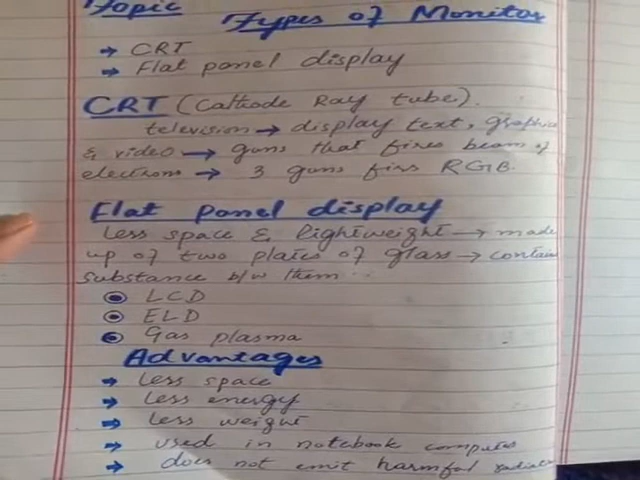 Topic
Types of Monitor
→ CRT
→ Flat panel display
CRT (Cathode Ray tube).
television → display text, graphics
& video → guns that fires beam of
electrons → 3 guns fires RGB.
Flat panel display
Less space & lightweight → made
up of two plates of glass → contain
substance b/w them
LCD
ELD
Gas plasma
Advantages
→ Less space
→ Less energy
→ Less weight
→ used in notebook computer
→ does not emit harmful